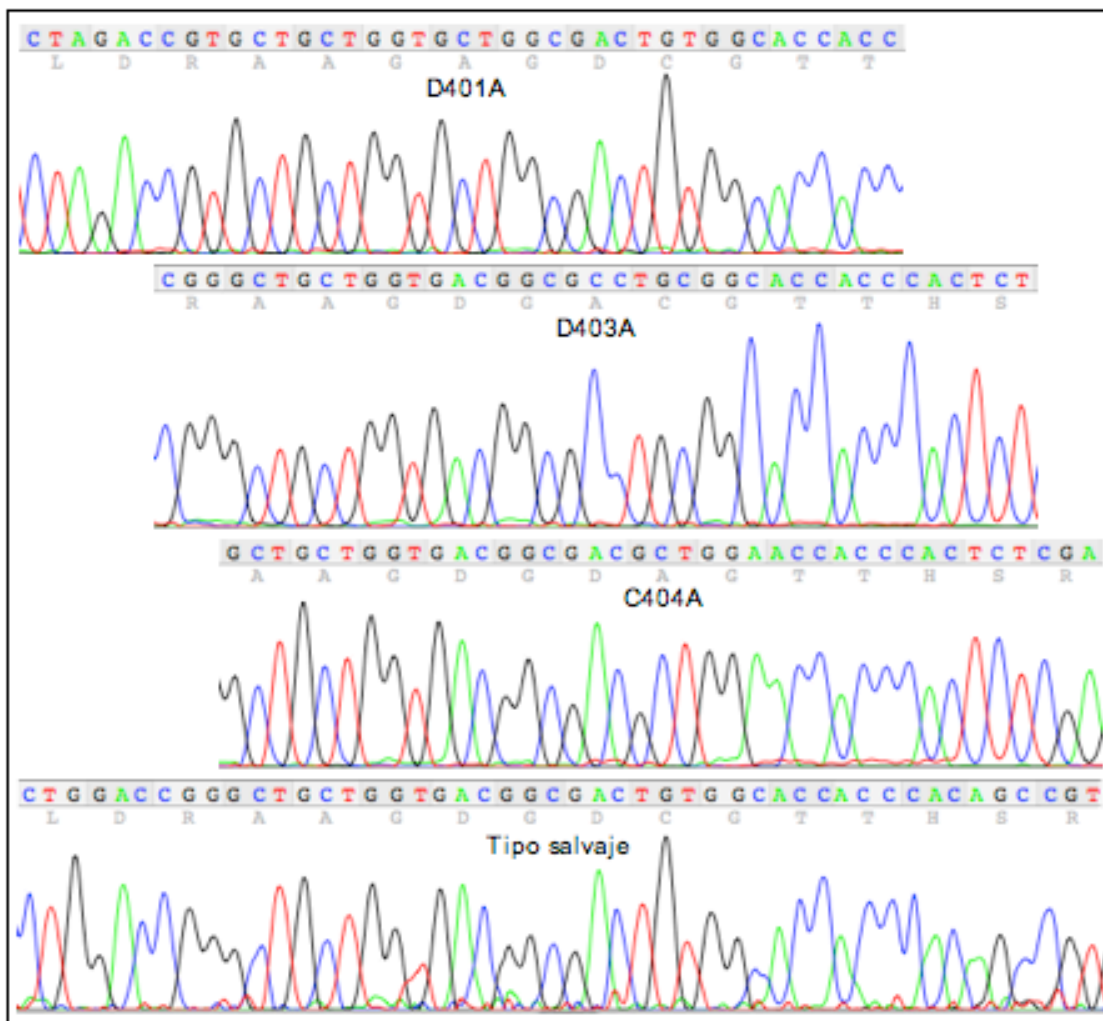 CTAGACCGTGCTGCTGGTGCTGGCGACTGTGGCACCACC
L D R A A G A G D C G T T
D401A
CGGGCTGCTGGTGACGGCGCCTGCGGCACCACCCACTCT
R A A G D G A C G T T H S
D403A
GCTGCTGGTGACGGCGACGCTGGAACCACCCACTCTCGA
A A G D G D A G T T H S R
C404A
CTGGACCGGGCTGCTGGTGACGGCGACTGTGGCACCACCCACAGCCGT
L D R A A G D G D C G T T H S R
Tipo salvaje